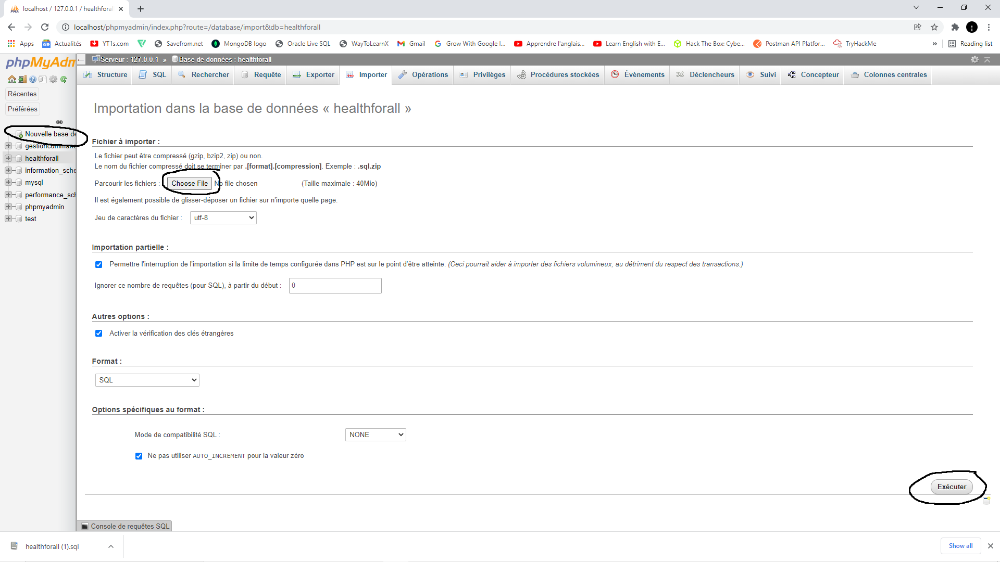 localhost / 127.0.0.1 / healthforal
localhost/phpmyadmin/index.php?route=/database/import&db=healthforall
Apps Actualités YT1s.com Savefrom.net MongoDB logo Oracle Live SQL WayToLearnX Gmail Grow With Google I... Apprendre l'anglais... Learn English with E... Hack The Box: Cybe... Postman API Platfor... TryHackMe » Reading list
phpMyAdm
Serveur : 127.0.0.1 » Base de données : healthforall
Structure SQL Rechercher Requête Exporter Importer Opérations Privilèges Procédures stockées Évènements Déclencheurs Suivi Concepteur Colonnes centrales
Récentes
Préférées
Nouvelle base de
gestioncomman
healthforall
information_sche
mysql
performance_sch
phpmyadmin
test
Importation dans la base de données « healthforall »
Fichier à importer :
Le fichier peut être compressé (gzip, bzip2, zip) ou non.
Le nom du fichier compressé doit se terminer par .[format].[compression]. Exemple : .sql.zip
Parcourir les fichiers : Choose File No file chosen (Taille maximale : 40Mio)
Il est également possible de glisser-déposer un fichier sur n'importe quelle page.
Jeu de caractères du fichier : utf-8
Importation partielle :
Permettre l'interruption de l'importation si la limite de temps configurée dans PHP est sur le point d'être atteinte. (Ceci pourrait aider à importer des fichiers volumineux, au détriment du respect des transactions.)
Ignorer ce nombre de requêtes (pour SQL), à partir du début : 0
Autres options :
Activer la vérification des clés étrangères
Format :
SQL
Options spécifiques au format :
Mode de compatibilité SQL : NONE
Ne pas utiliser AUTO_INCREMENT pour la valeur zéro
Exécuter
Console de requêtes SQL
healthforall (1).sql
Show all